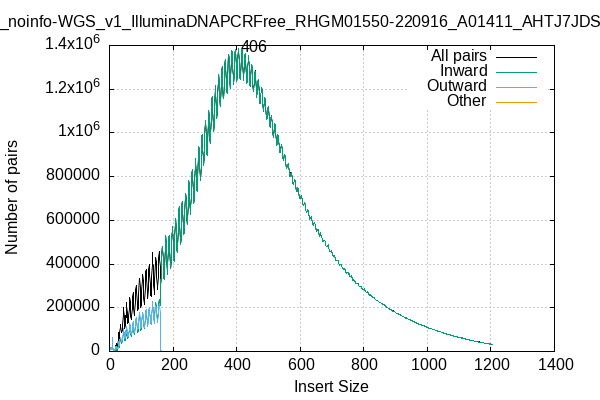 _noinfo-WGS_v1_IlluminaDNAPCRFree_RHGM01550-220916_A01411_AHTJ7JDS
1.4x10^6
1.2x10^6
1x10^6
800000
600000
400000
200000
0
Number of pairs
406
All pairs
Inward
Outward
Other
0 200 400 600 800 1000 1200 1400
Insert Size